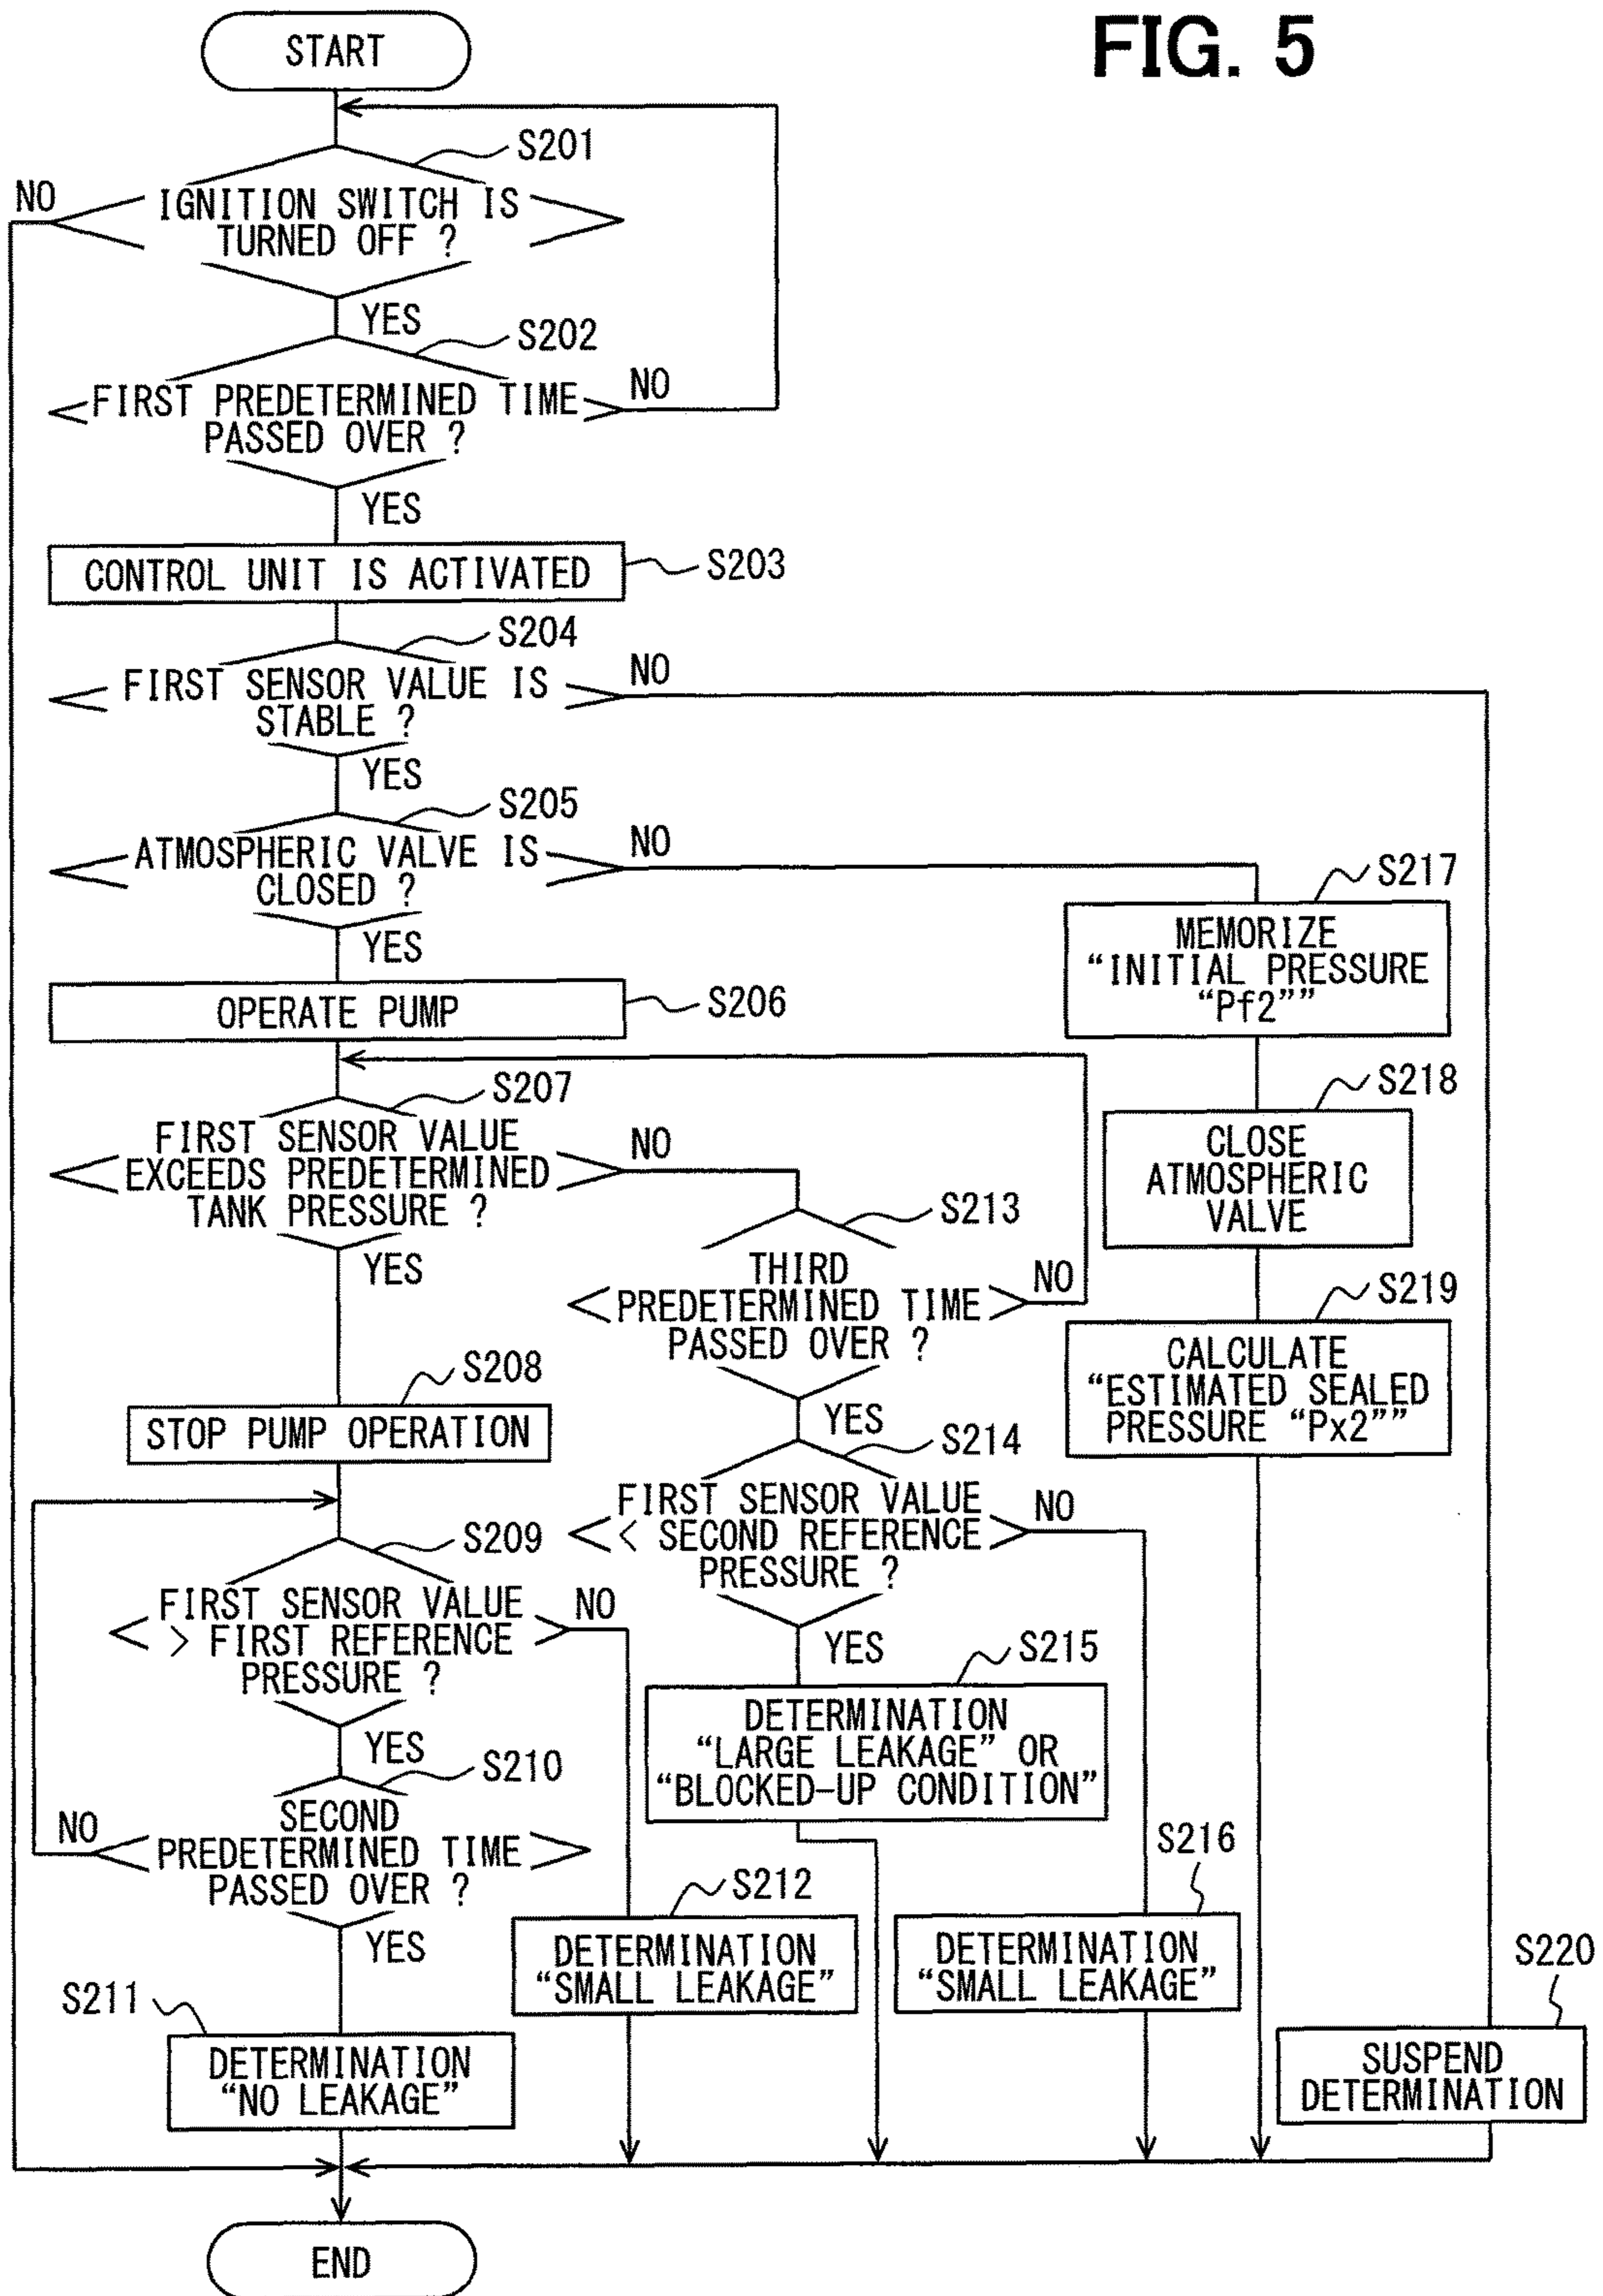 FIG. 5
START
S201
NO
IGNITION SWITCH IS
TURNED OFF ?
YES
S202
FIRST PREDETERMINED TIME
PASSED OVER ?
NO
YES
CONTROL UNIT IS ACTIVATED
S203
S204
FIRST SENSOR VALUE IS
STABLE ?
NO
YES
S205
ATMOSPHERIC VALVE IS
CLOSED ?
NO
YES
OPERATE PUMP
S206
S207
FIRST SENSOR VALUE
EXCEEDS PREDETERMINED
TANK PRESSURE ?
NO
YES
S208
STOP PUMP OPERATION
S209
FIRST SENSOR VALUE
> FIRST REFERENCE
PRESSURE ?
NO
YES
S210
SECOND
PREDETERMINED TIME
PASSED OVER ?
NO
YES
S211
DETERMINATION
“NO LEAKAGE”
S212
DETERMINATION
“SMALL LEAKAGE”
S213
THIRD
PREDETERMINED TIME
PASSED OVER ?
NO
YES
S214
FIRST SENSOR VALUE
< SECOND REFERENCE
PRESSURE ?
NO
YES
S215
DETERMINATION
“LARGE LEAKAGE” OR
“BLOCKED-UP CONDITION”
S216
DETERMINATION
“SMALL LEAKAGE”
S217
MEMORIZE
“INITIAL PRESSURE
“Pf2””
S218
CLOSE
ATMOSPHERIC
VALVE
S219
CALCULATE
“ESTIMATED SEALED
PRESSURE “Px2””
S220
SUSPEND
DETERMINATION
END